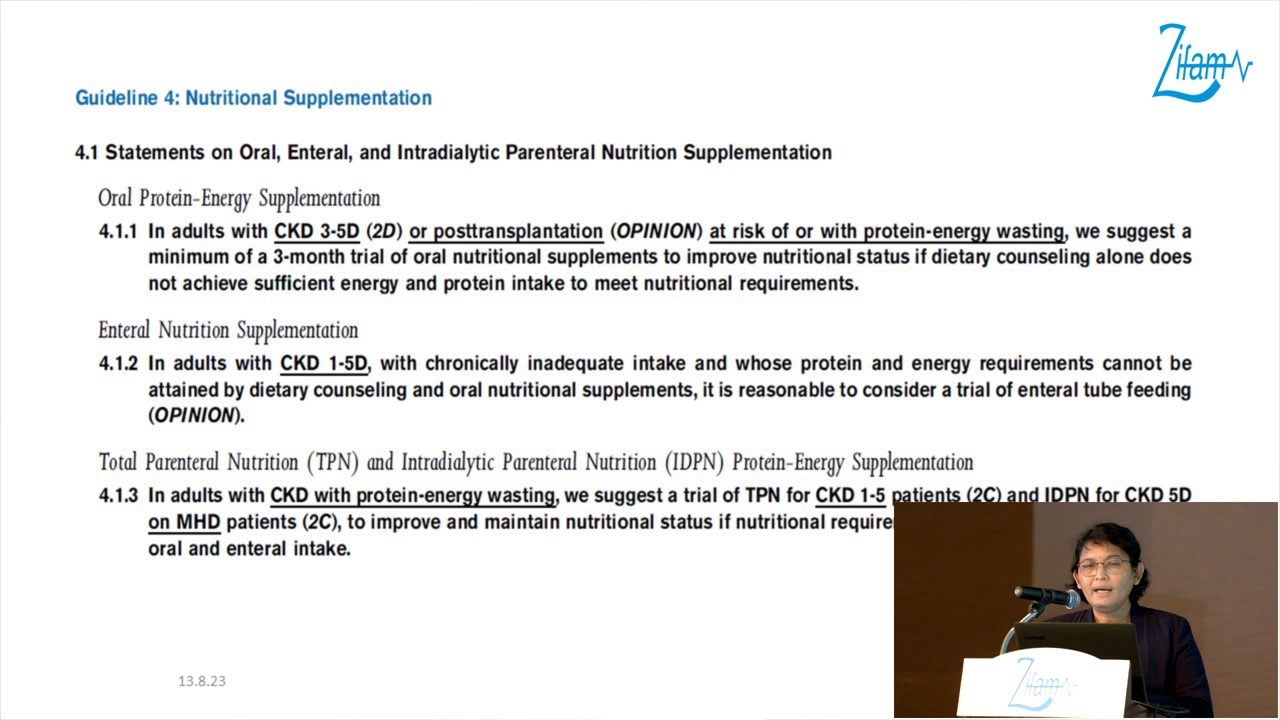 Zifam
Guideline 4: Nutritional Supplementation
4.1 Statements on Oral, Enteral, and Intradialytic Parenteral Nutrition Supplementation
Oral Protein-Energy Supplementation
4.1.1 In adults with CKD 3-5D (2D) or posttransplantation (OPINION) at risk of or with protein-energy wasting, we suggest a
minimum of a 3-month trial of oral nutritional supplements to improve nutritional status if dietary counseling alone does
not achieve sufficient energy and protein intake to meet nutritional requirements.
Enteral Nutrition Supplementation
4.1.2 In adults with CKD 1-5D, with chronically inadequate intake and whose protein and energy requirements cannot be
attained by dietary counseling and oral nutritional supplements, it is reasonable to consider a trial of enteral tube feeding
(OPINION).
Total Parenteral Nutrition (TPN) and Intradialytic Parenteral Nutrition (IDPN) Protein-Energy Supplementation
4.1.3 In adults with CKD with protein-energy wasting, we suggest a trial of TPN for CKD 1-5 patients (2C) and IDPN for CKD 5D
on MHD patients (2C), to improve and maintain nutritional status if nutritional
oral and enteral intake.
13.8.23
Lenovo
Zifam